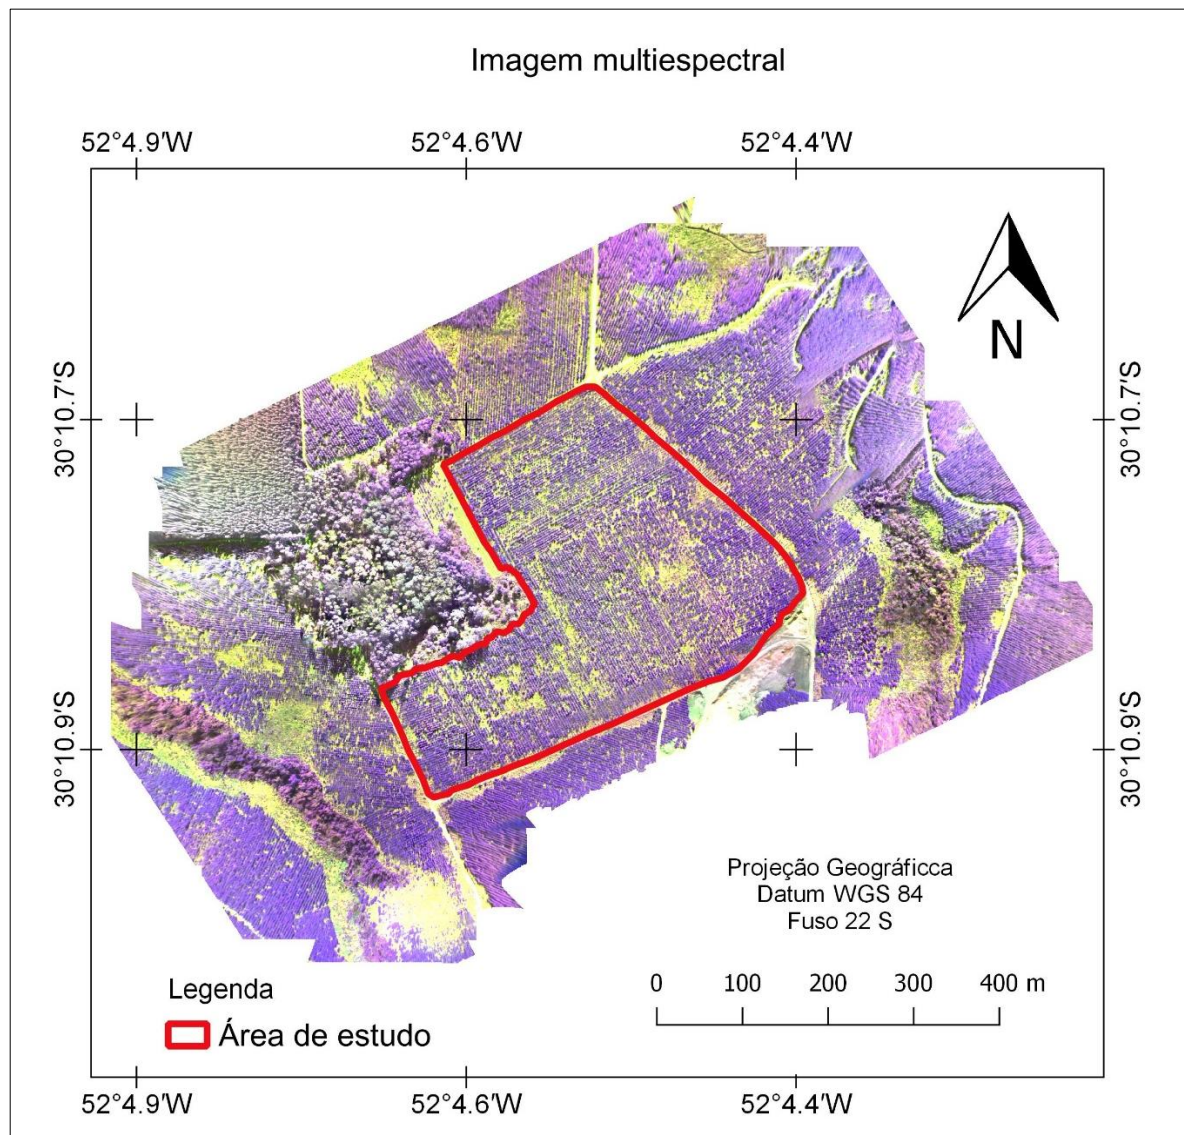 Imagem multiespectral
52°4.9'W 52°4.6'W 52°4.4'W
N
30°10.7'S 30°10.7'S
30°10.9'S 30°10.9'S
Projeção Geográficca
Datum WGS 84
Fuso 22 S
0 100 200 300 400 m
Legenda
Área de estudo
52°4.9'W 52°4.6'W 52°4.4'W